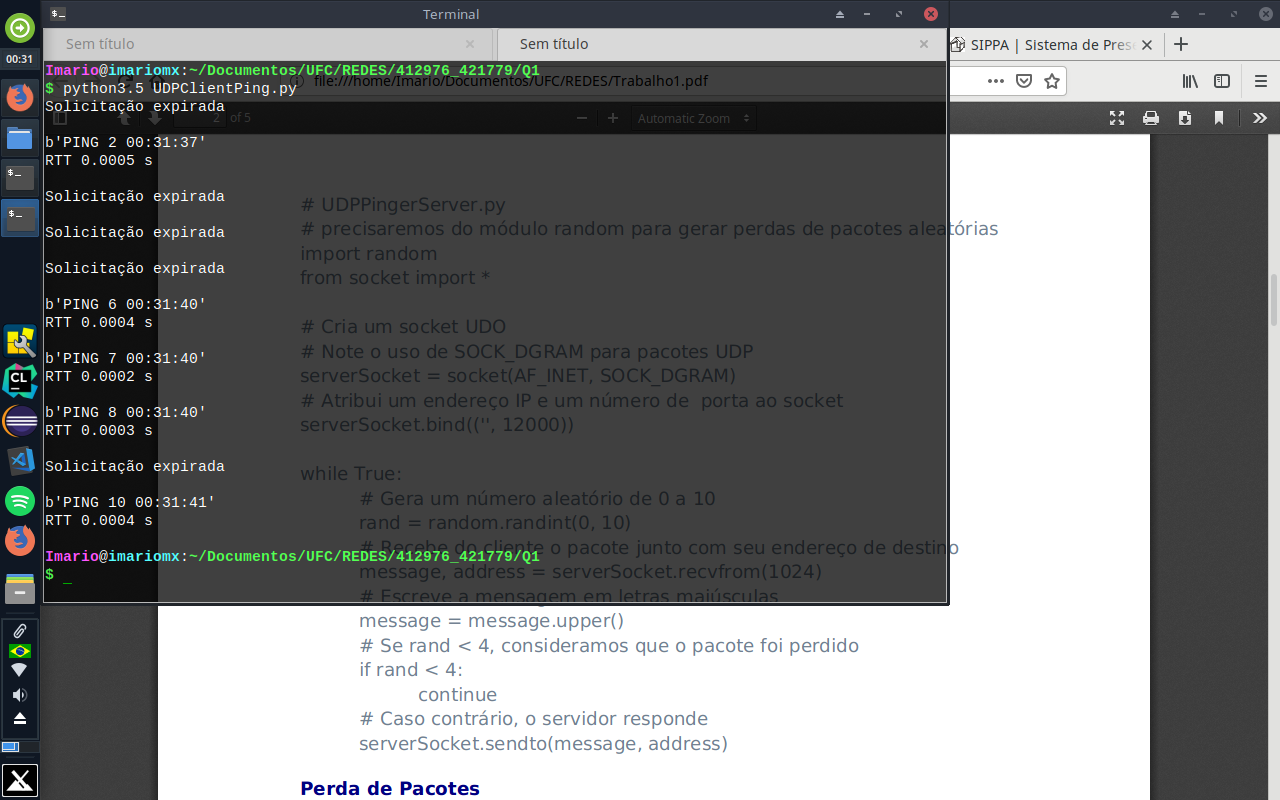 Terminal
00:31
Sem título
Sem título
SIPPA | Sistema de Pres
Imario@imariomx:~/Documentos/UFC/REDES/412976_421779/Q1
file:///home/Imario/Documentos/UFC/REDES/Trabalho1.pdf
$ python3.5 UDPClientPing.py
Solicitação expirada
2 of 5
Automatic Zoom
b'PING 2 00:31:37'
RTT 0.0005 s
Solicitação expirada
Solicitação expirada
Solicitação expirada
b'PING 6 00:31:40'
RTT 0.0004 s
b'PING 7 00:31:40'
RTT 0.0002 s
b'PING 8 00:31:40'
RTT 0.0003 s
Solicitação expirada
b'PING 10 00:31:41'
RTT 0.0004 s
Imario@imariomx:~/Documentos/UFC/REDES/412976_421779/Q1
$ _
# UDPPingerServer.py
# precisaremos do módulo random para gerar perdas de pacotes aleatórias
import random
from socket import *
# Cria um socket UDO
# Note o uso de SOCK_DGRAM para pacotes UDP
serverSocket = socket(AF_INET, SOCK_DGRAM)
# Atribui um endereço IP e um número de  porta ao socket
serverSocket.bind(('', 12000))
while True:
# Gera um número aleatório de 0 a 10
rand = random.randint(0, 10)
# Recebe do cliente o pacote junto com seu endereço de destino
message, address = serverSocket.recvfrom(1024)
# Escreve a mensagem em letras maiúsculas
message = message.upper()
# Se rand < 4, consideramos que o pacote foi perdido
if rand < 4:
continue
# Caso contrário, o servidor responde
serverSocket.sendto(message, address)
Perda de Pacotes
CL